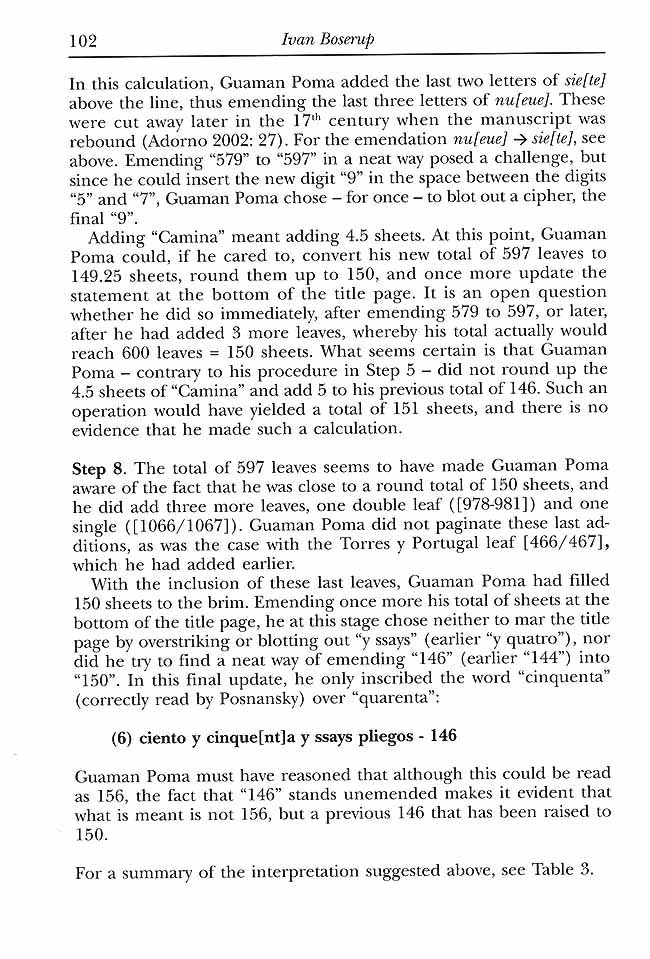 102 Ivan Boserup
In this calculation, Guaman Poma added the last two letters of sie[te]
above the line, thus emending the last three letters of nu[eue]. These
were cut away later in the 17th century when the manuscript was
rebound (Adorno 2002: 27). For the emendation nu[eue] → sie[te], see
above. Emending “579” to “597” in a neat way posed a challenge, but
since he could insert the new digit “9” in the space between the digits
“5” and “7”, Guaman Poma chose – for once – to blot out a cipher, the
final “9”.
Adding “Camina” meant adding 4.5 sheets. At this point, Guaman
Poma could, if he cared to, convert his new total of 597 leaves to
149.25 sheets, round them up to 150, and once more update the
statement at the bottom of the title page. It is an open question
whether he did so immediately, after emending 579 to 597, or later,
after he had added 3 more leaves, whereby his total actually would
reach 600 leaves = 150 sheets. What seems certain is that Guaman
Poma – contrary to his procedure in Step 5 – did not round up the
4.5 sheets of “Camina” and add 5 to his previous total of 146. Such an
operation would have yielded a total of 151 sheets, and there is no
evidence that he made such a calculation.
Step 8. The total of 597 leaves seems to have made Guaman Poma
aware of the fact that he was close to a round total of 150 sheets, and
he did add three more leaves, one double leaf ([978-981]) and one
single ([1066/1067]). Guaman Poma did not paginate these last ad-
ditions, as was the case with the Torres y Portugal leaf [466/467],
which he had added earlier.
With the inclusion of these last leaves, Guaman Poma had filled
150 sheets to the brim. Emending once more his total of sheets at the
bottom of the title page, he at this stage chose neither to mar the title
page by overstriking or blotting out “y ssays” (earlier “y quatro”), nor
did he try to find a neat way of emending “146” (earlier “144”) into
“150”. In this final update, he only inscribed the word “cinquenta”
(correctly read by Posnansky) over “quarenta”:
(6) ciento y cinque[nt]a y ssays pliegos - 146
Guaman Poma must have reasoned that although this could be read
as 156, the fact that “146” stands unemended makes it evident that
what is meant is not 156, but a previous 146 that has been raised to
150.
For a summary of the interpretation suggested above, see Table 3.